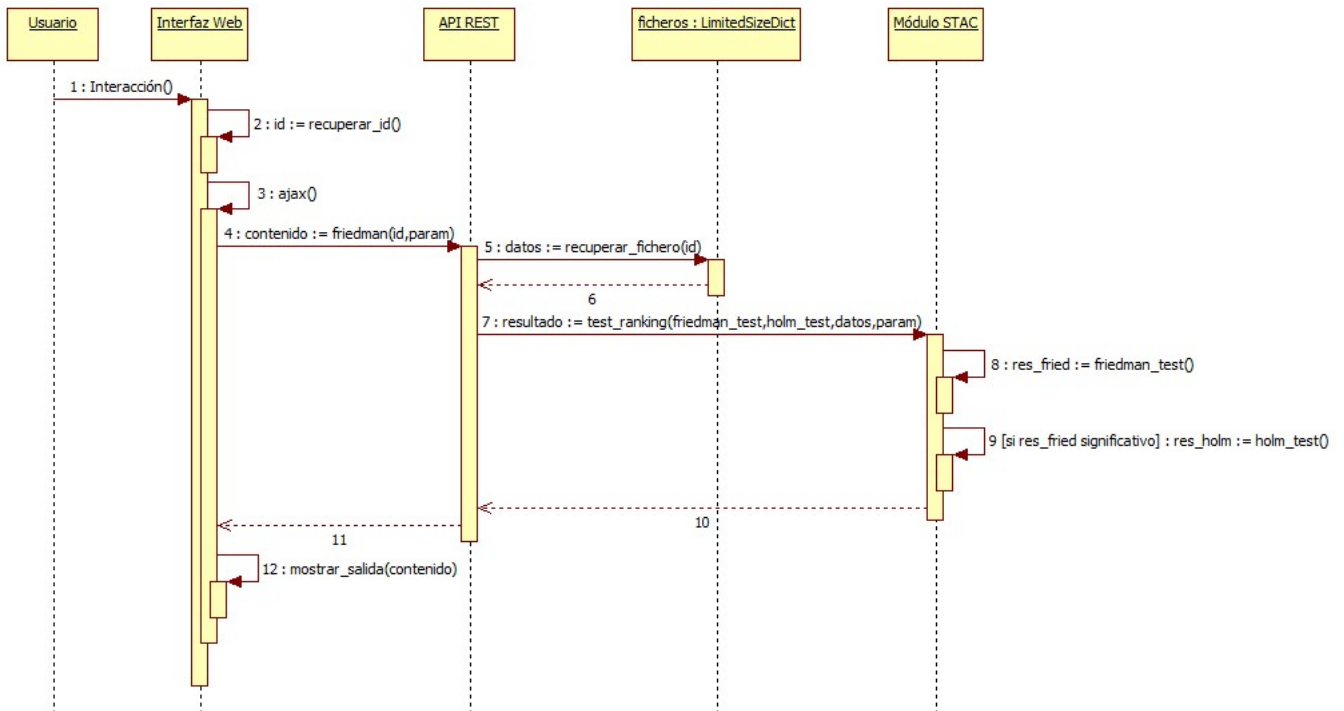 Usuario
Interfaz Web
API REST
ficheros : LimitedSizeDict
Módulo STAC
1 : Interacción()
2 : id := recuperar_id()
3 : ajax()
4 : contenido := friedman(id,param)
5 : datos := recuperar_fichero(id)
6
7 : resultado := test_ranking(friedman_test,holm_test,datos,param)
8 : res_fried := friedman_test()
9 [si res_fried significativo] : res_holm := holm_test()
10
11
12 : mostrar_salida(contenido)